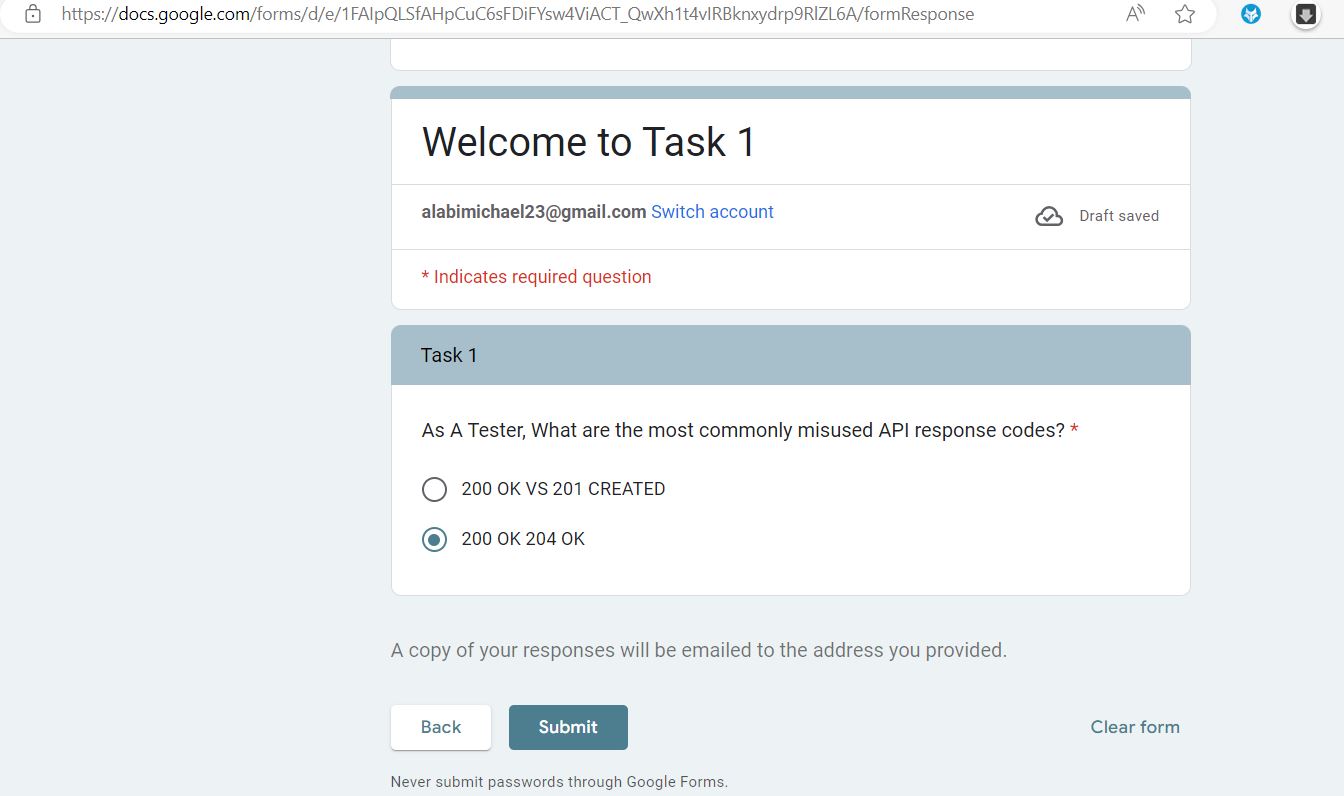 https://docs.google.com/forms/d/e/1FAIpQLSfAHpCuC6sFDiFYsw4ViACT_QwXh1t4vIRBknxydrp9RlZL6A/formResponse
Welcome to Task 1
alabimichael23@gmail.com Switch account Draft saved
* Indicates required question
Task 1
As A Tester, What are the most commonly misused API response codes? *
200 OK VS 201 CREATED
200 OK 204 OK
A copy of your responses will be emailed to the address you provided.
Back Submit Clear form
Never submit passwords through Google Forms.